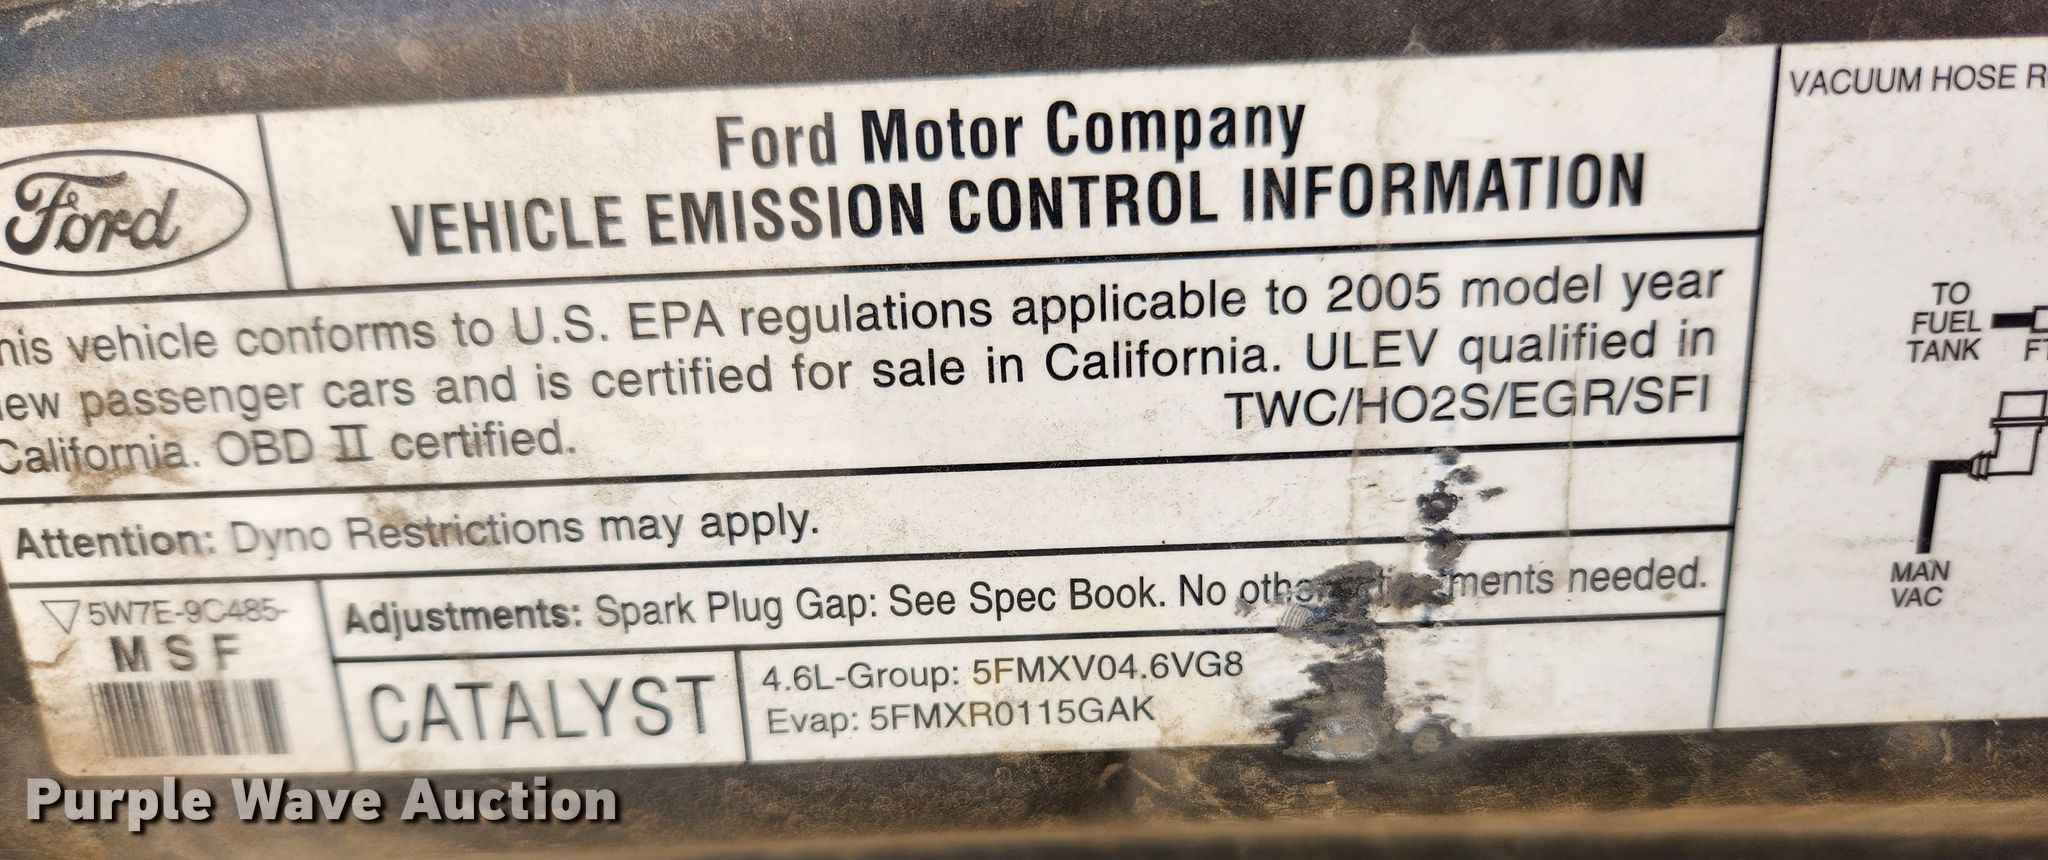 Ford Motor Company
VEHICLE EMISSION CONTROL INFORMATION
Ford
his vehicle conforms to U.S. EPA regulations applicable to 2005 model year
ew passenger cars and is certified for sale in California. ULEV qualified in
California. OBD II certified.
TWC/HO2S/EGR/SFI
Attention: Dyno Restrictions may apply.
5W7E-9C485-
MSF
Adjustments: Spark Plug Gap: See Spec Book. No needed.
CATALYST
4.6L-Group: 5FMXV04.6VG8
Evap: 5FMXR0115GAK
VACUUM HOSE R
TO
FUEL
TANK
MAN
VAC
Purple Wave Auction